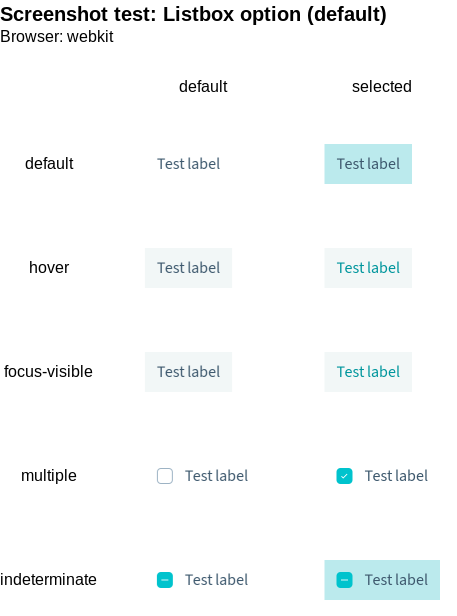 Screenshot test: Listbox option (default)
Browser: webkit
default selected
default Test label Test label
hover Test label Test label
focus-visible Test label Test label
multiple Test label Test label
indeterminate Test label Test label